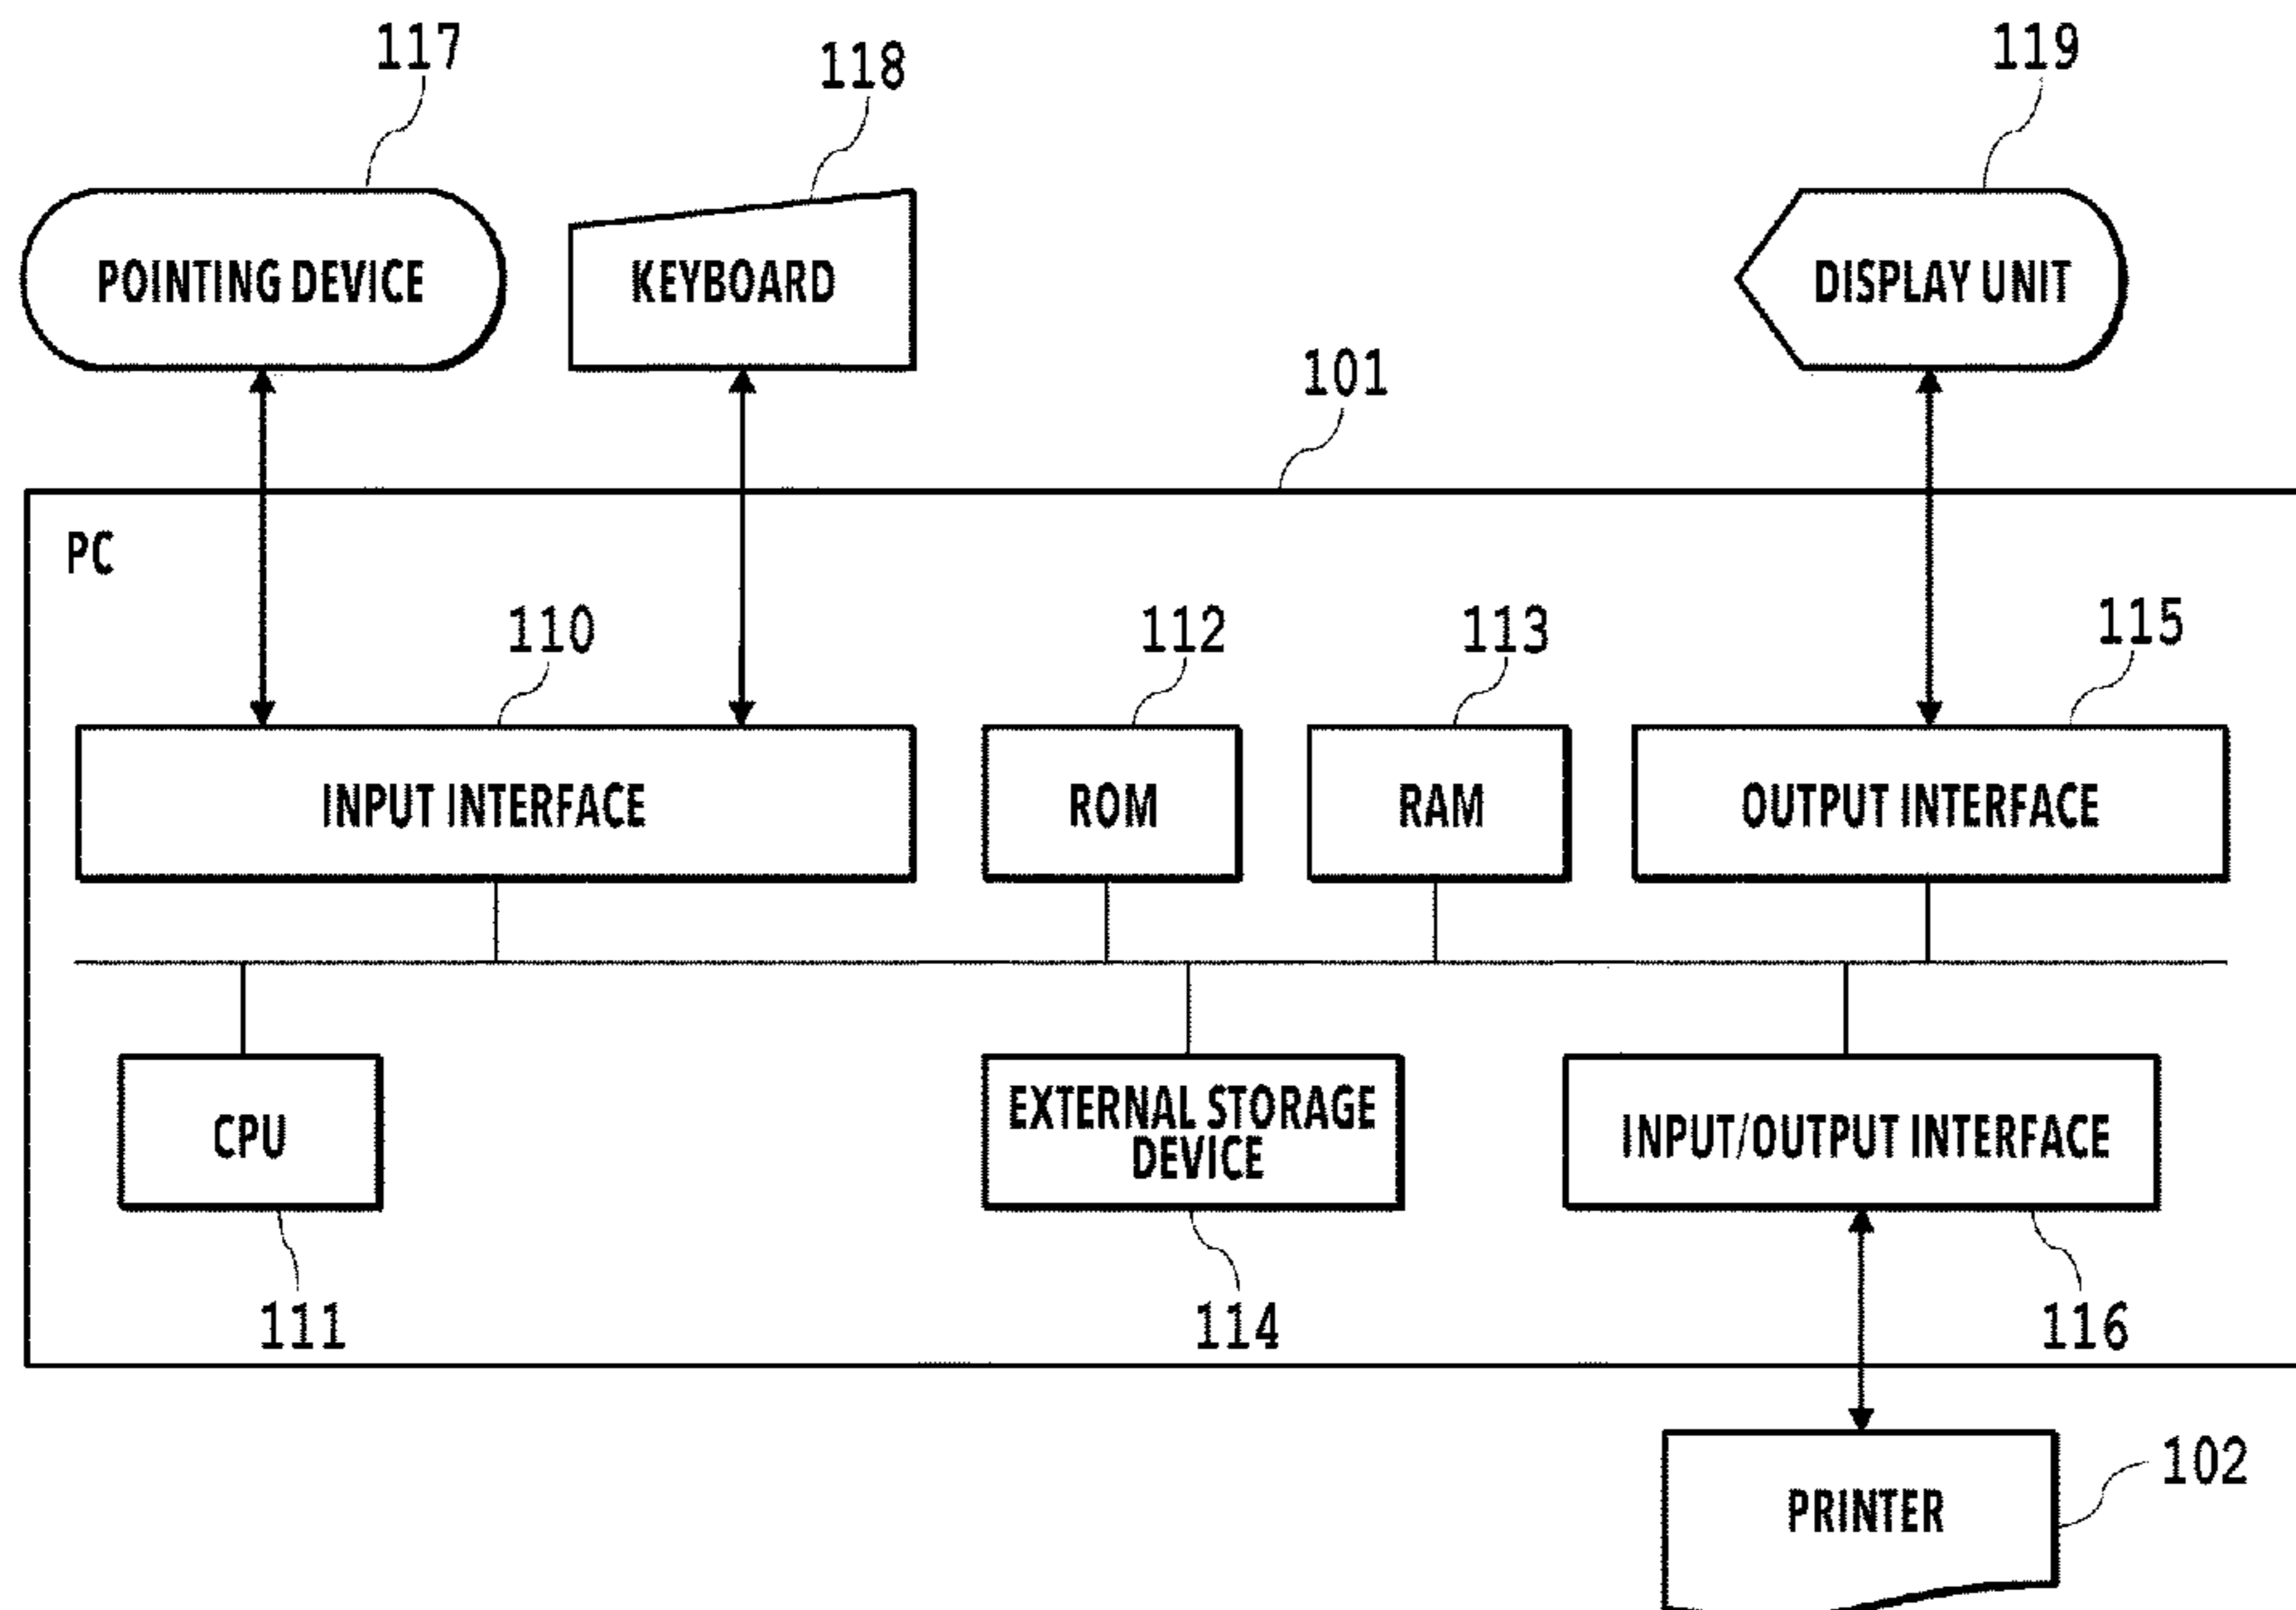 117
118
119
POINTING DEVICE
KEYBOARD
DISPLAY UNIT
101
PC
110
112
113
115
INPUT INTERFACE
ROM
RAM
OUTPUT INTERFACE
CPU
EXTERNAL STORAGE
DEVICE
INPUT/OUTPUT INTERFACE
111
114
116
102
PRINTER